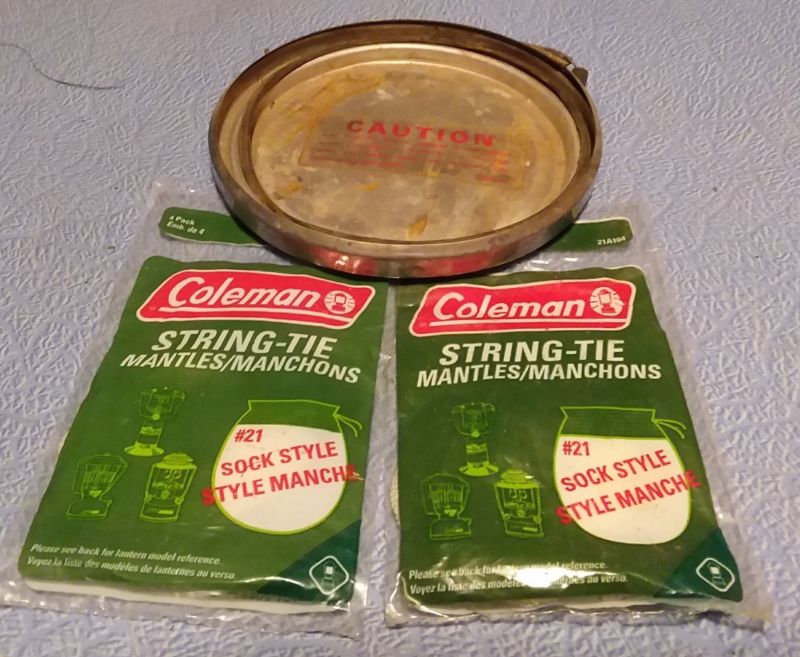 CAUTION
4 Pack
Emb. de 4
21A104
Coleman
STRING-TIE
MANTLES/MANCHONS
#21
SOCK STYLE
STYLE MANCHE
Please see back for lantern model reference.
Voyez la liste des modèles de lanternes au verso.
Coleman
STRING-TIE
MANTLES/MANCHONS
#21
SOCK STYLE
STYLE MANCHE
Please see back for lantern model reference.
Voyez la liste des modèles de lanternes au verso.